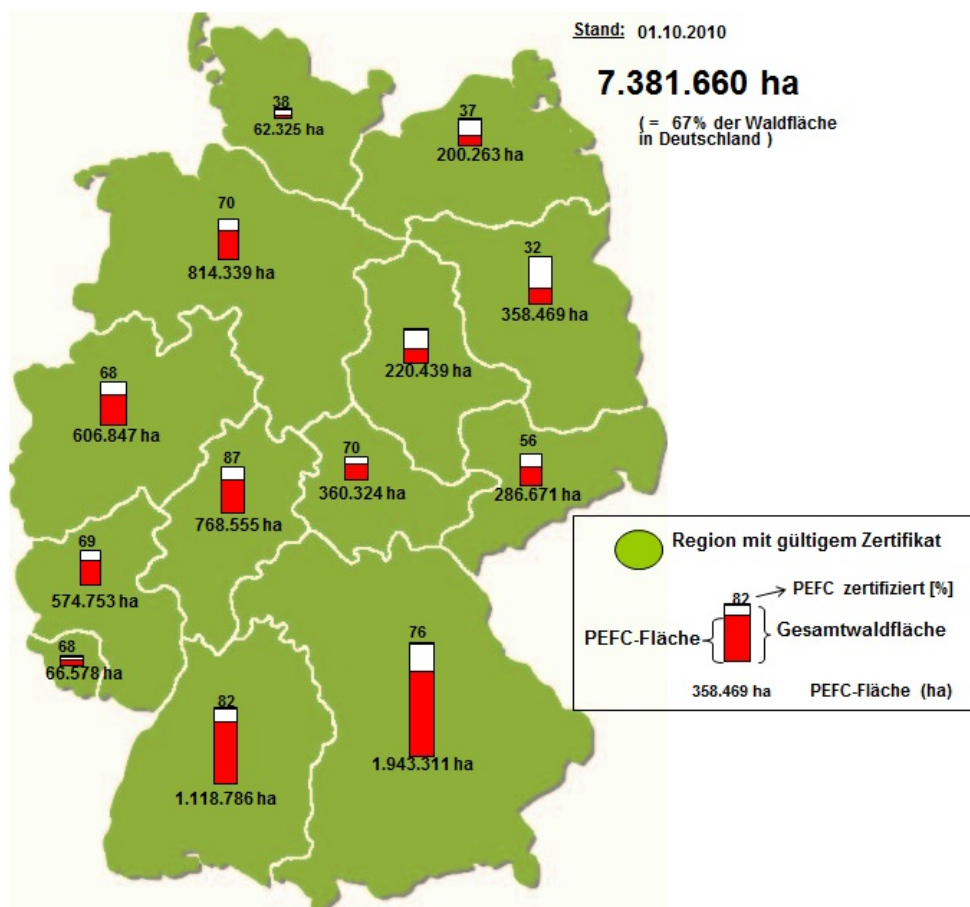 Stand: 01.10.2010
7.381.660 ha
( = 67% der Waldfläche
in Deutschland )
38
62.325 ha
37
200.263 ha
70
814.339 ha
32
358.469 ha
220.439 ha
68
606.847 ha
87
768.555 ha
70
360.324 ha
56
286.671 ha
69
574.753 ha
68
66.578 ha
82
1.118.786 ha
76
1.943.311 ha
Region mit gültigem Zertifikat
82
PEFC zertifiziert [%]
PEFC-Fläche
Gesamtwaldfläche
358.469 ha
PEFC-Fläche (ha)